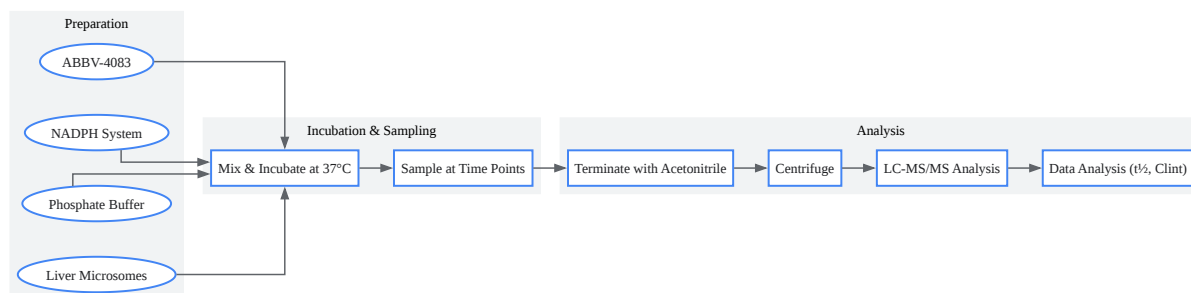 Preparation
ABBV-4083
NADPH System
Phosphate Buffer
Liver Microsomes
Incubation & Sampling
Mix & Incubate at 37°C
Sample at Time Points
Analysis
Terminate with Acetonitrile
Centrifuge
LC-MS/MS Analysis
Data Analysis (t½, Clint)